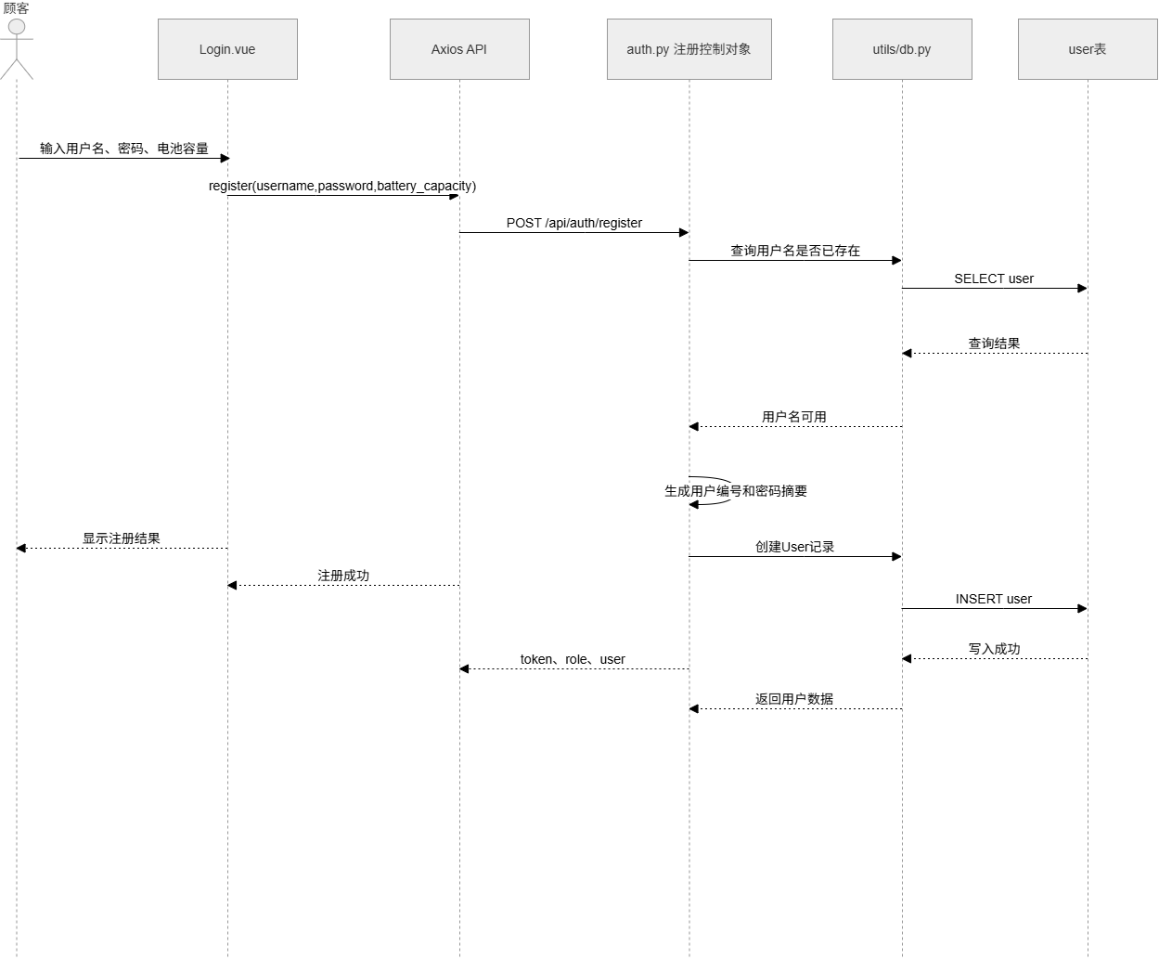 顾客
Login.vue
Axios API
auth.py 注册控制对象
utils/db.py
user表
输入用户名、密码、电池容量
register(username,password,battery_capacity)
POST /api/auth/register
查询用户名是否已存在
SELECT user
查询结果
用户名可用
生成用户编号和密码摘要
显示注册结果
创建User记录
注册成功
INSERT user
写入成功
token、role、user
返回用户数据